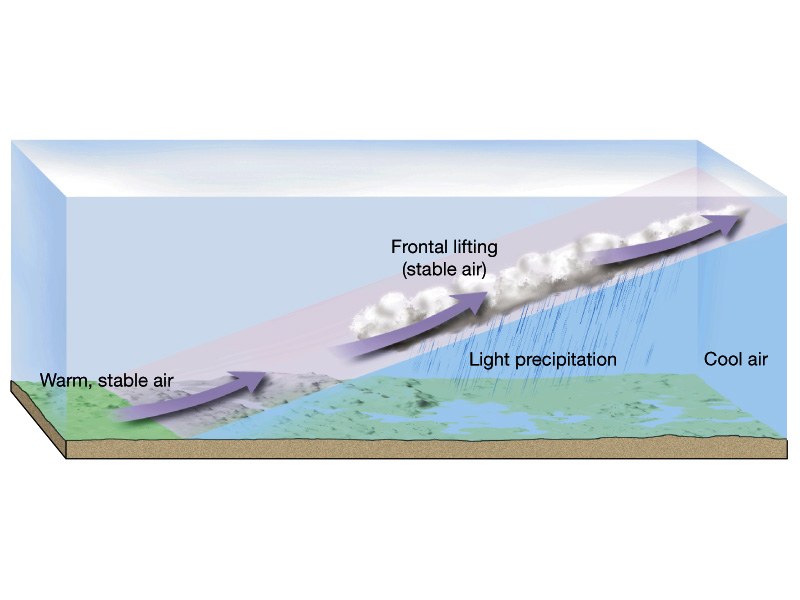 Frontal lifting
(stable air)
Light precipitation
Cool air
Warm, stable air